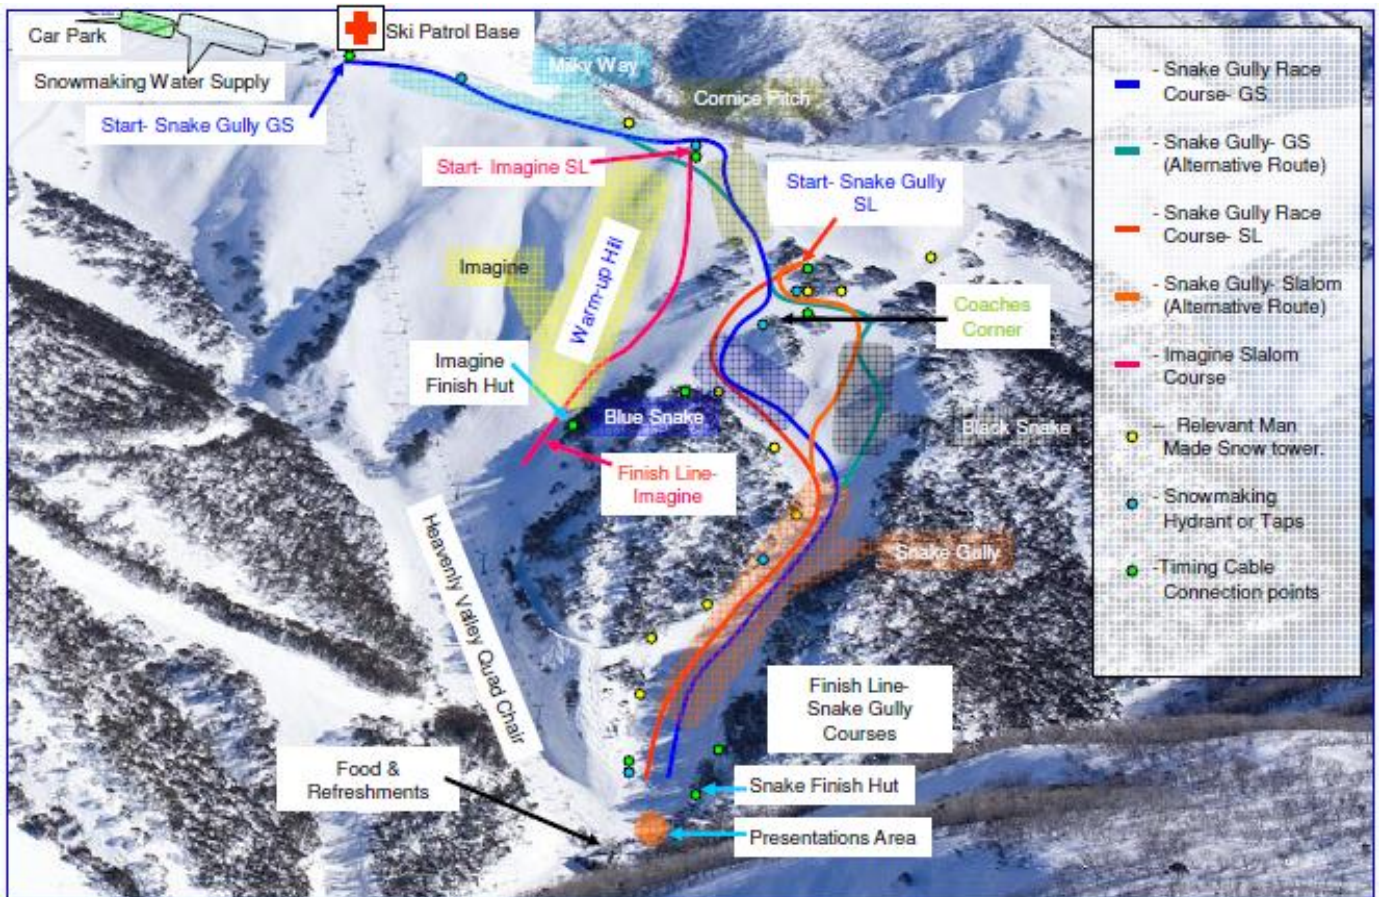 Car Park
Ski Patrol Base
Snowmaking Water Supply
Milky Way
Cornice Pitch
Start- Snake Gully GS
Start- Imagine SL
Start- Snake Gully
SL
Imagine
Warm-up Hill
Coaches
Corner
Imagine
Finish Hut
Blue Snake
Black Snake
Finish Line-
Imagine
Snake Gully
Heavenly Valley Quad Chair
Finish Line-
Snake Gully
Courses
Food &
Refreshments
Snake Finish Hut
Presentations Area
- Snake Gully Race
Course- GS
- Snake Gully- GS
(Alternative Route)
- Snake Gully Race
Course- SL
- Snake Gully- Slalom
(Alternative Route)
- Imagine Slalom
Course
- Relevant Man
Made Snow tower.
- Snowmaking
Hydrant or Taps
-Timing Cable
Connection points